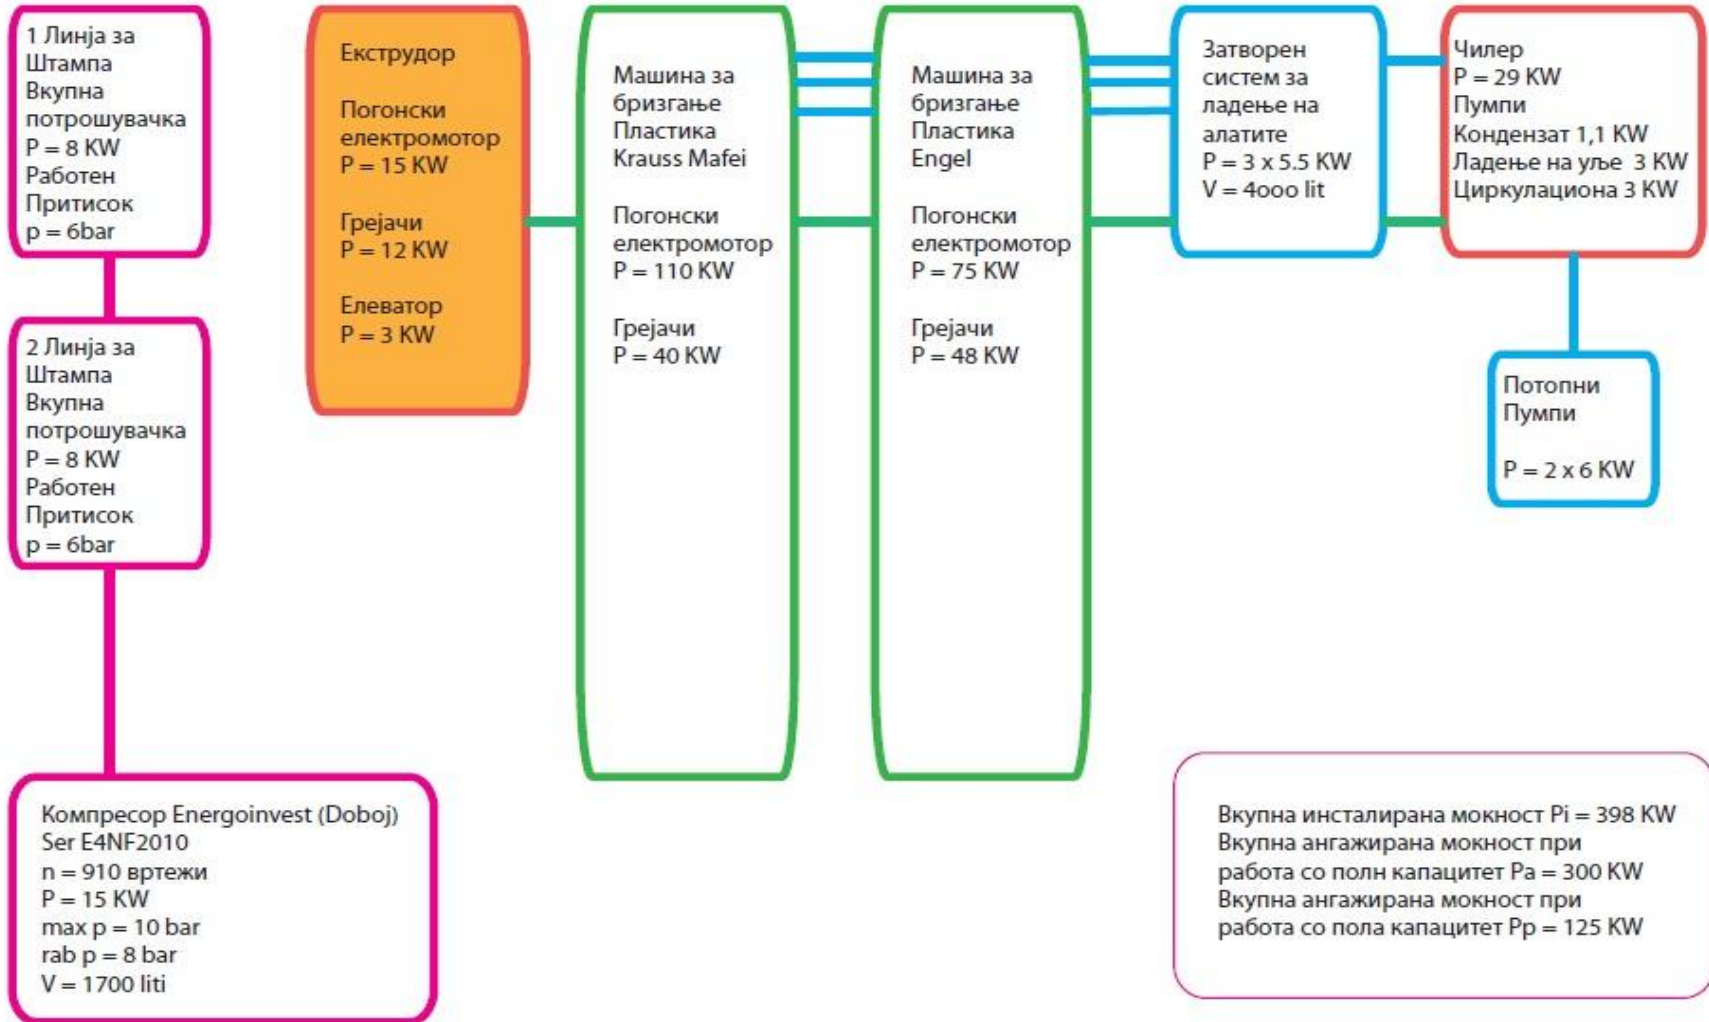 1 Линја за
Штампа
Вкупна
потрошувачка
P = 8 KW
Работен
Притисок
p = 6bar
2 Линја за
Штампа
Вкупна
потрошувачка
P = 8 KW
Работен
Притисок
p = 6bar
Компресор Energoinvest (Doboj)
Ser E4NF2010
n = 910 вртежи
P = 15 KW
max p = 10 bar
rab p = 8 bar
V = 1700 liti
Екструдор
Погонски
електромотор
P = 15 KW
Грејачи
P = 12 KW
Елеватор
P = 3 KW
Машина за
бризгање
Пластика
Krauss Mafei
Погонски
електромотор
P = 110 KW
Грејачи
P = 40 KW
Машина за
бризгање
Пластика
Engel
Погонски
електромотор
P = 75 KW
Грејачи
P = 48 KW
Затворен
систем за
ладење на
алатите
P = 3 x 5.5 KW
V = 4ооо lit
Чилер
P = 29 KW
Пумпи
Кондензат 1,1 KW
Ладење на уље 3 KW
Циркулациона 3 KW
Потопни
Пумпи
P = 2 x 6 KW
Вкупна инсталирана мокност Pi = 398 KW
Вкупна ангажирана мокност при
работа со полн капацитет Pa = 300 KW
Вкупна ангажирана мокност при
работа со пола капацитет Pp = 125 KW